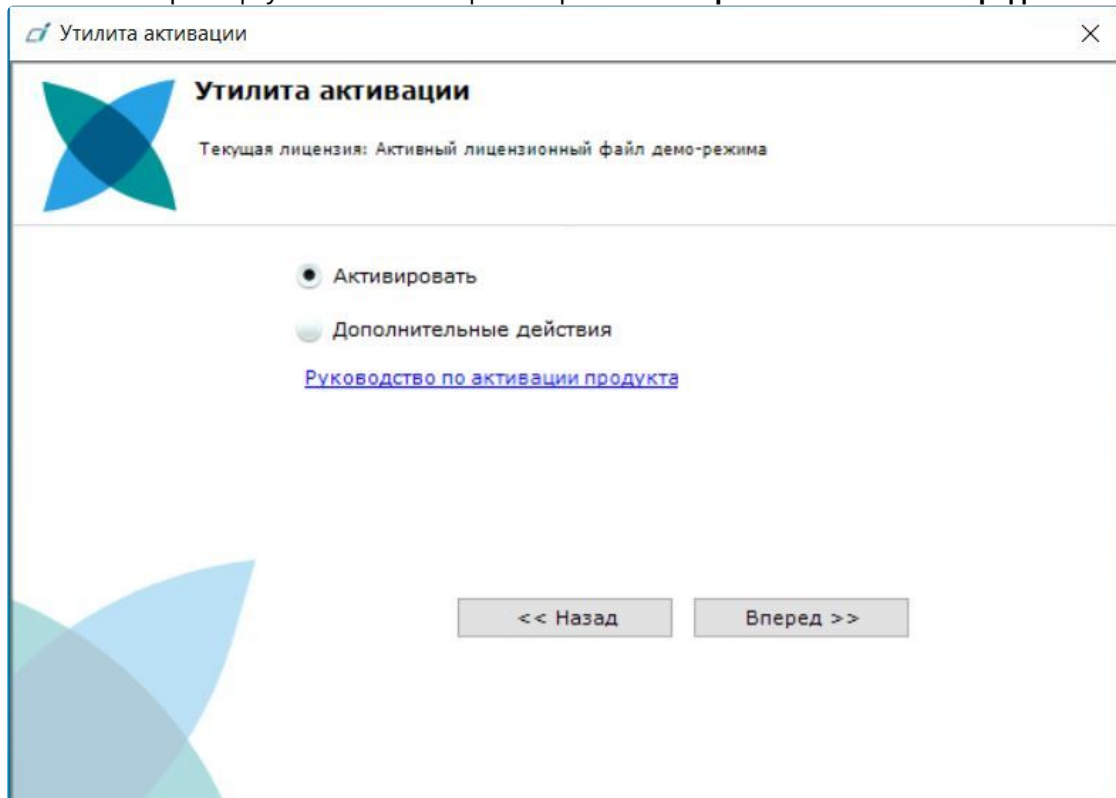 Утилита активации
Утилита активации
Текущая лицензия: Активный лицензионный файл демо-режима
Активировать
Дополнительные действия
Руководство по активации продукта
<< Назад
Вперед >>